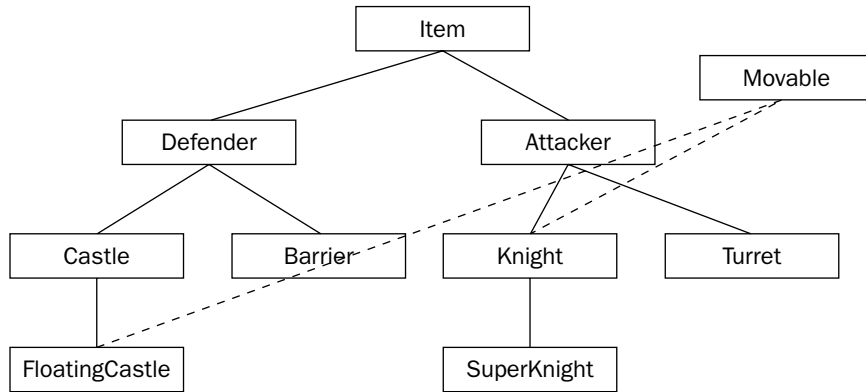 Item
Movable
Defender
Attacker
Castle
Barrier
Knight
Turret
FloatingCastle
SuperKnight